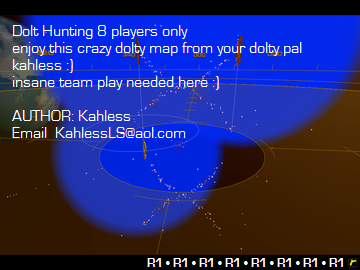 Dolt Hunting 8 players only
enjoy this crazy dolty map from your dolty pal
kahless :)
insane team play needed here :)
AUTHOR: Kahless
Email  KahlessLS@aol.com
R1 • R1 • R1 • R1 • R1 • R1 • R1 • R1 r